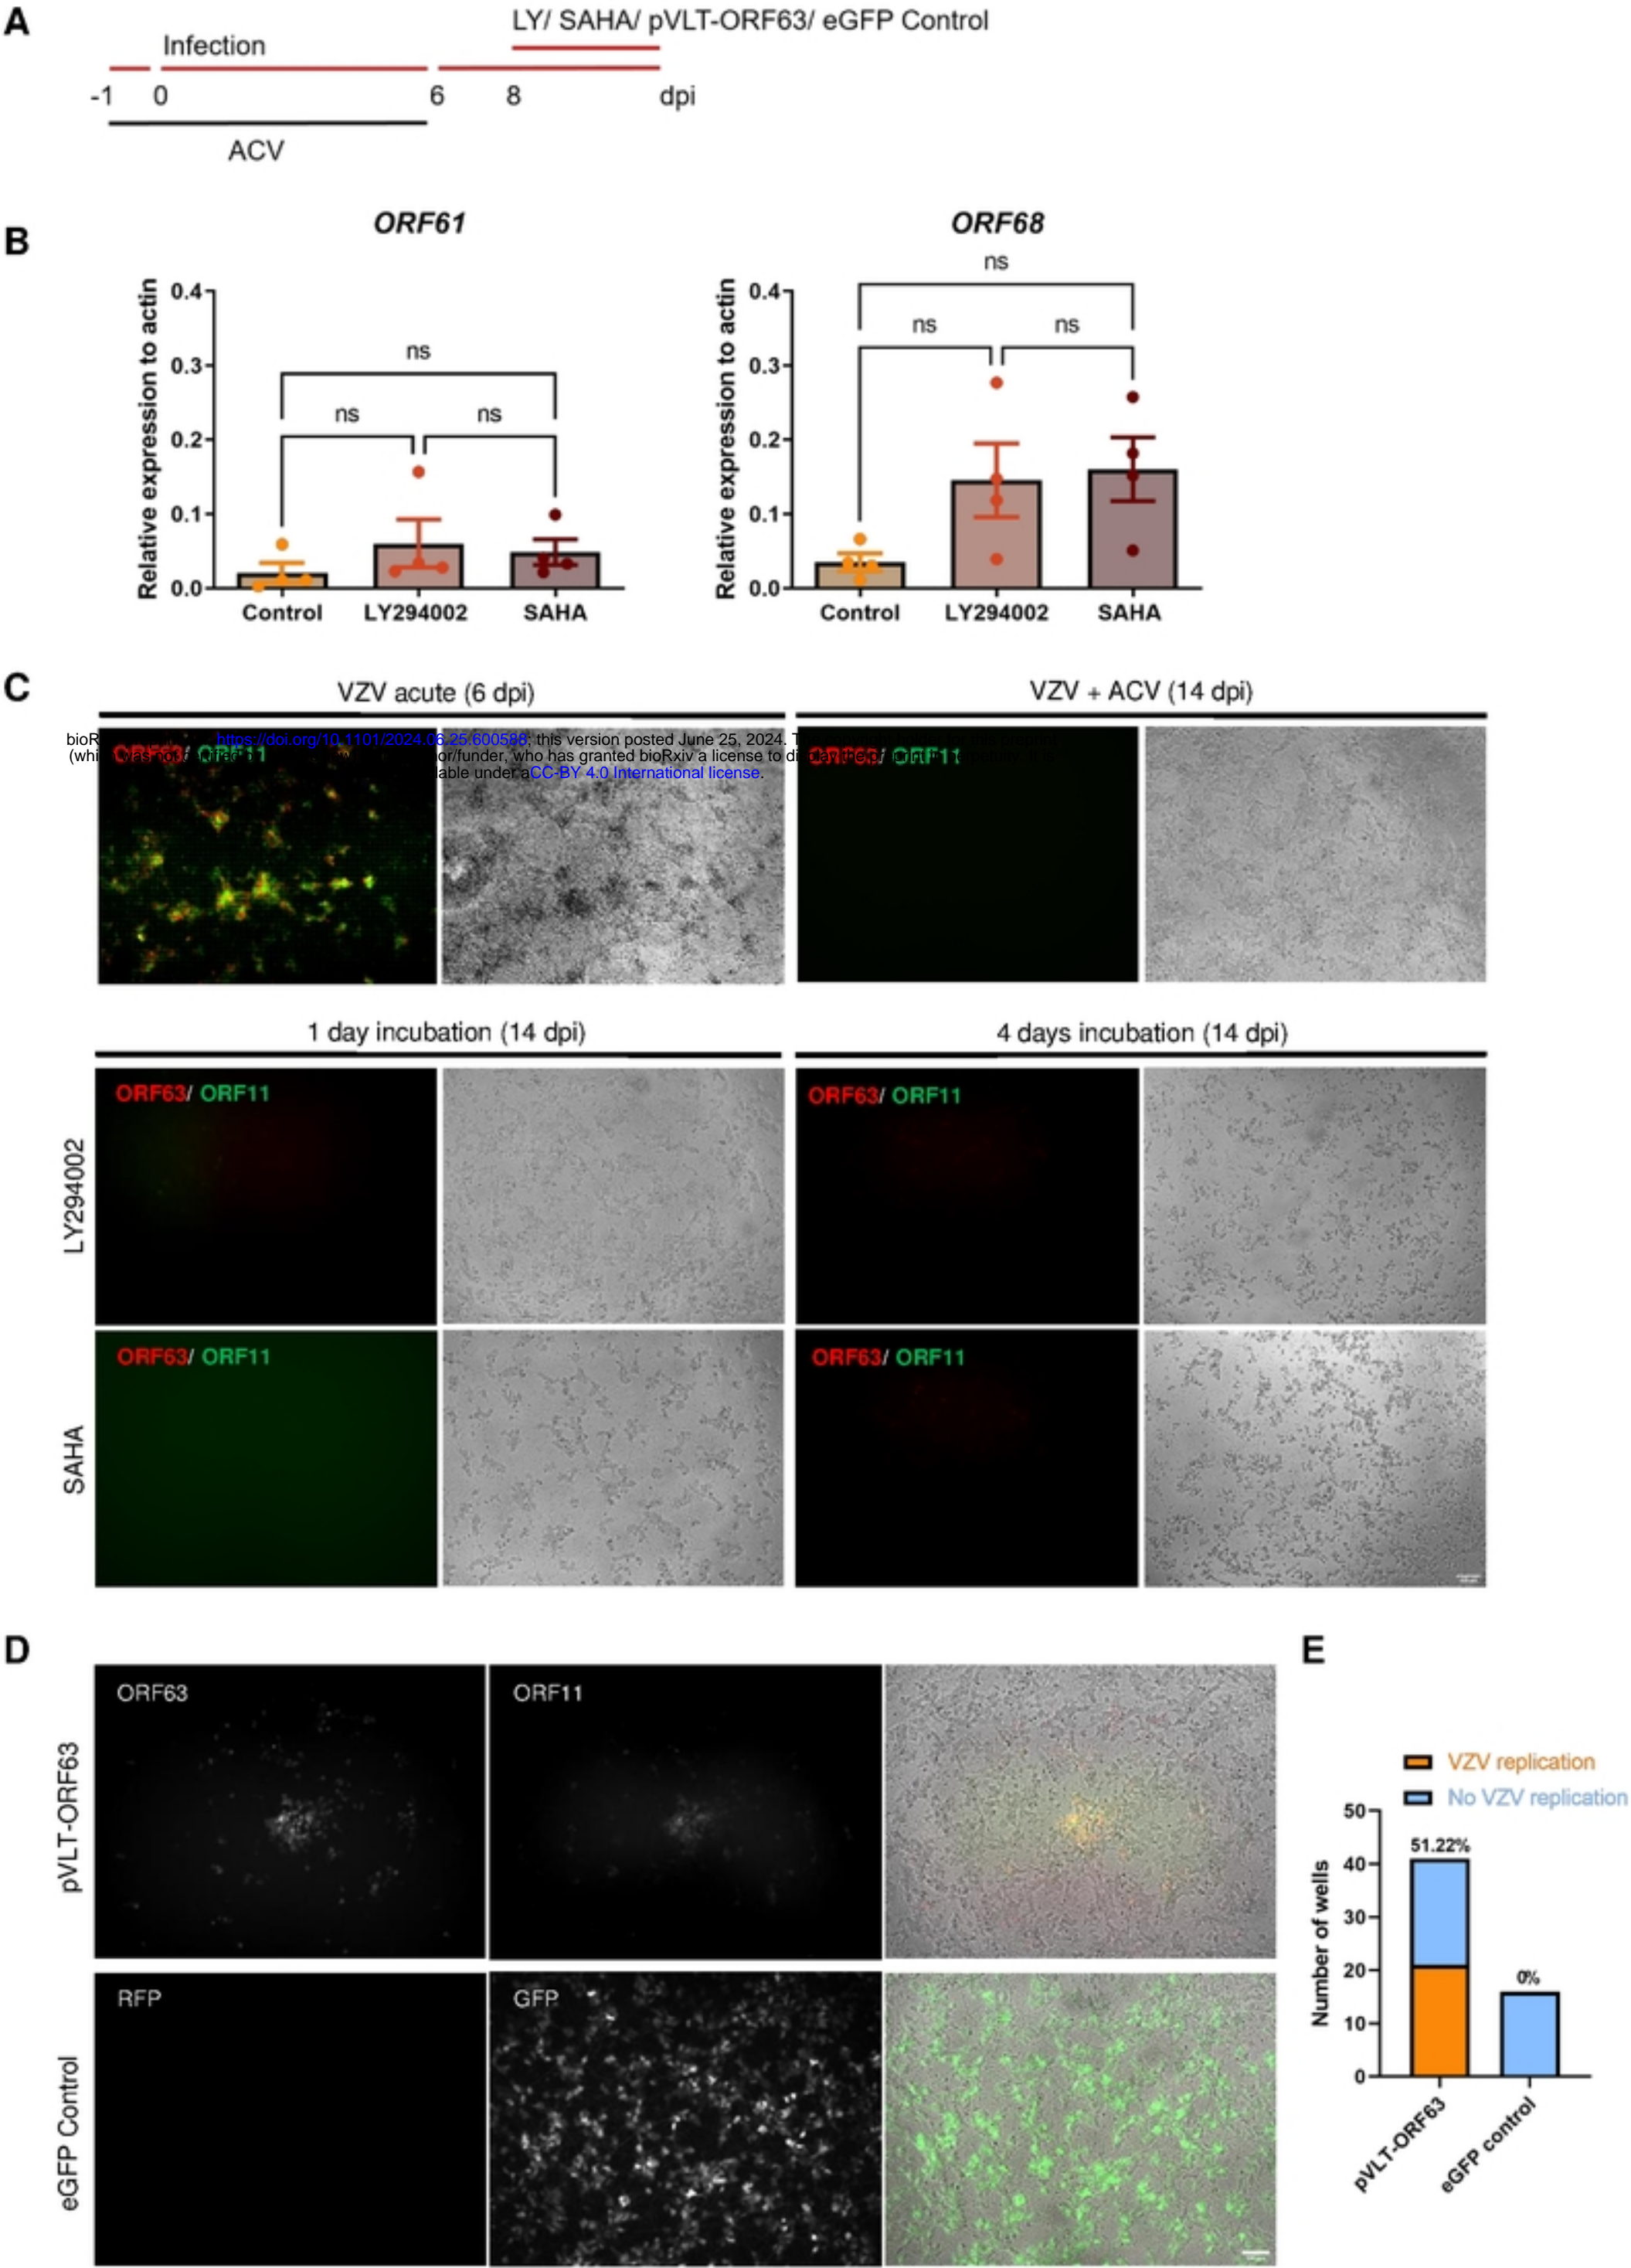 A
LY/ SAHA/ pVLT-ORF63/ eGFP Control
Infection
-1 0 6 8 dpi
ACV
B
ORF61
Relative expression to actin
0.4
0.3
0.2
0.1
0.0
ns
ns ns
Control LY294002 SAHA
ORF68
Relative expression to actin
0.4
0.3
0.2
0.1
0.0
ns
ns ns
Control LY294002 SAHA
C
VZV acute (6 dpi) VZV + ACV (14 dpi)
https://doi.org/10.1101/2024.06.25.600588; this version posted June 25, 2024.
or/funder, who has granted bioRxiv a license to
CC-BY 4.0 International license.
ORF63/ ORF11
ORF63/ ORF11
1 day incubation (14 dpi) 4 days incubation (14 dpi)
LY294002
ORF63/ ORF11
ORF63/ ORF11
SAHA
ORF63/ ORF11
ORF63/ ORF11
D
pVLT-ORF63
ORF63
ORF11
eGFP Control
RFP
GFP
E
VZV replication
No VZV replication
Number of wells
50
40
30
20
10
0
51.22%
0%
pVLT-ORF63
eGFP control